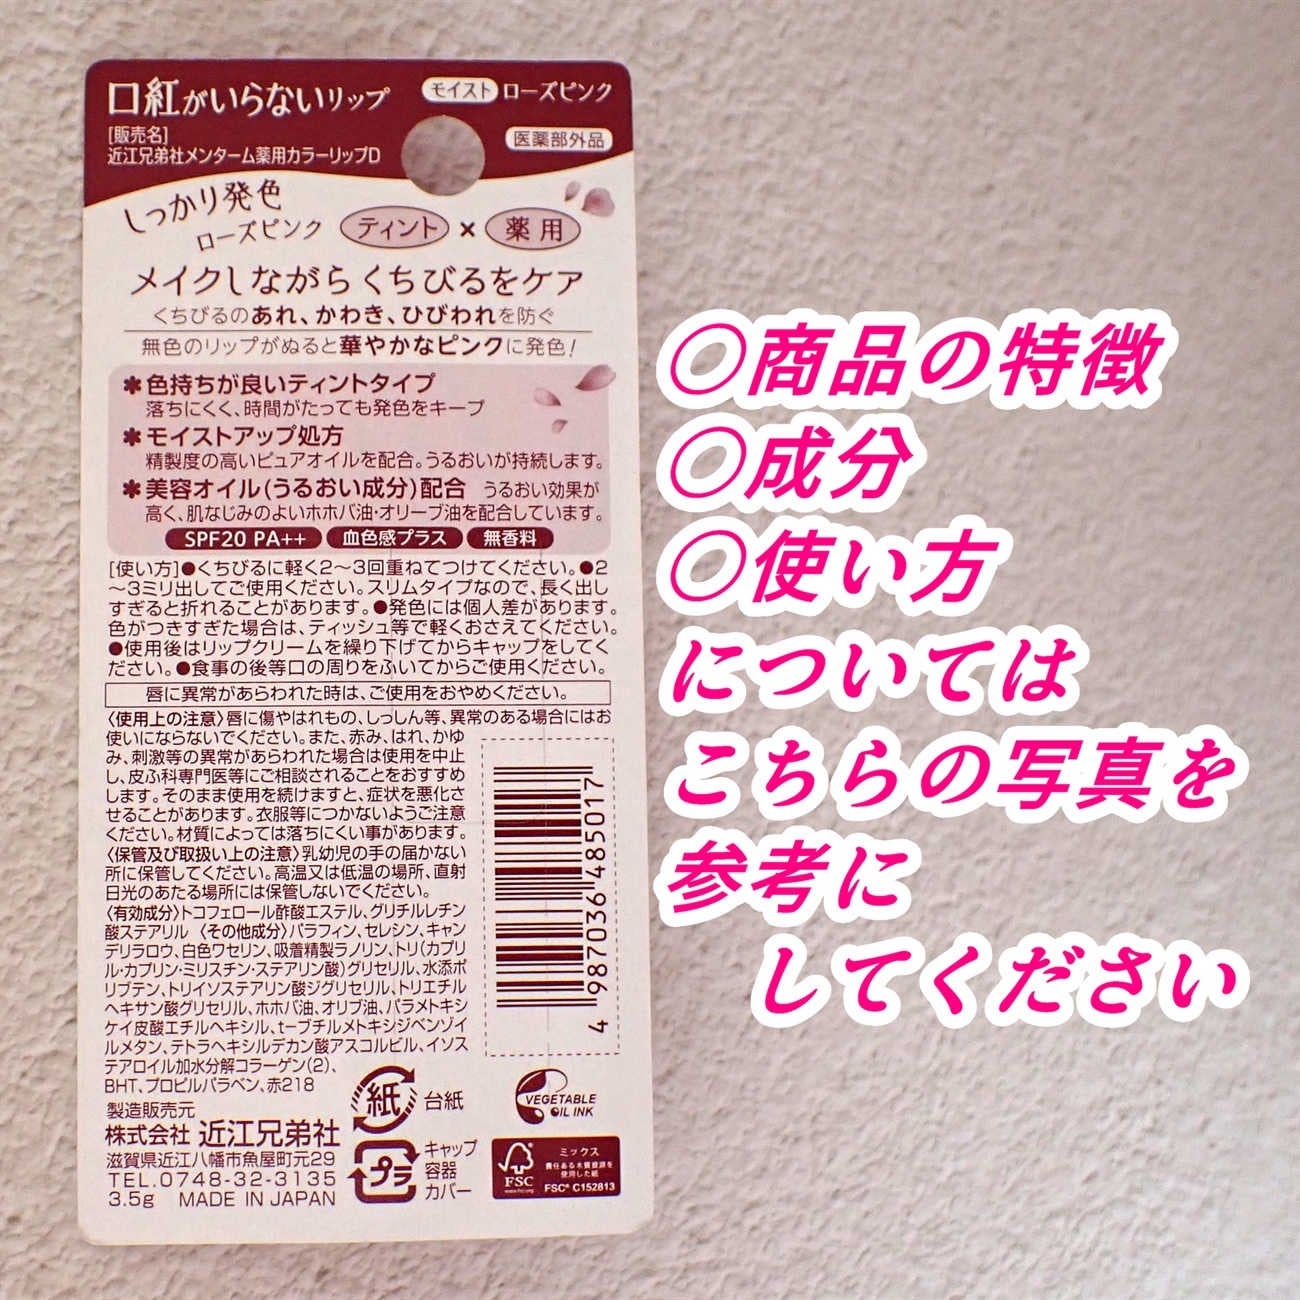 口紅がいらないリップ
モイスト ローズピンク
[販売名]
近江兄弟社メンターム薬用カラーリップD
医薬部外品
しっかり発色
ローズピンク
ティント × 薬用
メイクしながらくちびるをケア
くちびるのあれ、かわき、ひびわれを防ぐ
無色のリップがぬると華やかなピンクに発色!
✽色持ちが良いティントタイプ
落ちにくく、時間がたっても発色をキープ
✽モイストアップ処方
精製度の高いピュアオイルを配合。うるおいが持続します。
✽美容オイル(うるおい成分)配合 うるおい効果が
高く、肌なじみのよいホホバ油・オリーブ油を配合しています。
SPF20 PA++ 血色感プラス 無香料
[使い方]●くちびるに軽く2〜3回重ねてつけてください。●2
〜3ミリ出してご使用ください。スリムタイプなので、長く出し
すぎると折れることがあります。●発色には個人差があります。
色がつきすぎた場合は、ティッシュ等で軽くおさえてください。
●使用後はリップクリームを繰り下げてからキャップをしてく
ださい。●食事の後等口の周りをふいてからご使用ください。
唇に異常があらわれた時は、ご使用をおやめください。
〈使用上の注意〉唇に傷やはれもの、しっしん等、異常のある場合にはお
使いにならないでください。また、赤み、はれ、かゆ
み、刺激等の異常があらわれた場合は使用を中止
し、皮ふ科専門医等にご相談されることをおすすめ
します。そのまま使用を続けますと、症状を悪化さ
せることがあります。衣服等につかないようご注意
ください。材質によっては落ちにくい事があります。
〈保管及び取扱い上の注意〉乳幼児の手の届かない
所に保管してください。高温又は低温の場所、直射
日光のあたる場所には保管しないでください。
〈有効成分〉トコフェロール酢酸エステル、グリチルレチン
酸ステアリル 〈その他成分〉パラフィン、セレシン、キャン
デリラロウ、白色ワセリン、吸着精製ラノリン、トリ(カプリ
ル・カプリン・ミリスチン・ステアリン酸)グリセリル、水添ポ
リブテン、トリイソステアリン酸ジグリセリル、トリエチル
ヘキサン酸グリセリル、ホホバ油、オリブ油、パラメトキシ
ケイ皮酸エチルヘキシル、t-ブチルメトキシジベンゾイ
ルメタン、テトラヘキシルデカン酸アスコルビル、イソス
テアロイル加水分解コラーゲン(2)、
BHT、プロピルパラベン、赤218
4 987036 485017
製造販売元
株式会社 近江兄弟社
滋賀県近江八幡市魚屋町元29
TEL.0748-32-3135
3.5g MADE IN JAPAN
紙 台紙
プラ キャップ
容器
カバー
VEGETABLE
OIL INK
FSC
www.fsc.org
ミックス
責任ある木質資源を
使用した紙
FSC® C152813
〇商品の特徴
〇成分
〇使い方
については
こちらの写真を
参考に
してください